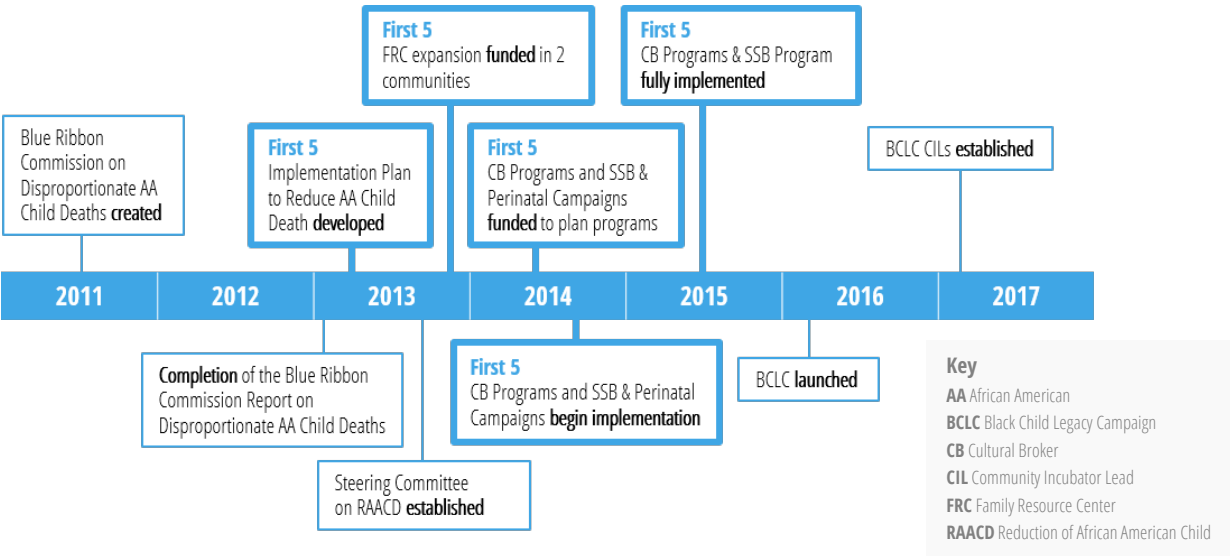 First 5
FRC expansion funded in 2
communities
First 5
CB Programs & SSB Program
fully implemented
Blue Ribbon
Commission on
Disproportionate AA
Child Deaths created
First 5
Implementation Plan
to Reduce AA Child
Death developed
First 5
CB Programs and SSB &
Perinatal Campaigns
funded to plan programs
BCLC CILs established
2011
2012
2013
2014
2015
2016
2017
Completion of the Blue Ribbon
Commission Report on
Disproportionate AA Child Deaths
Steering Committee
on RAACD established
First 5
CB Programs and SSB & Perinatal
Campaigns begin implementation
BCLC launched
Key
AA African American
BCLC Black Child Legacy Campaign
CB Cultural Broker
CIL Community Incubator Lead
FRC Family Resource Center
RAACD Reduction of African American Child